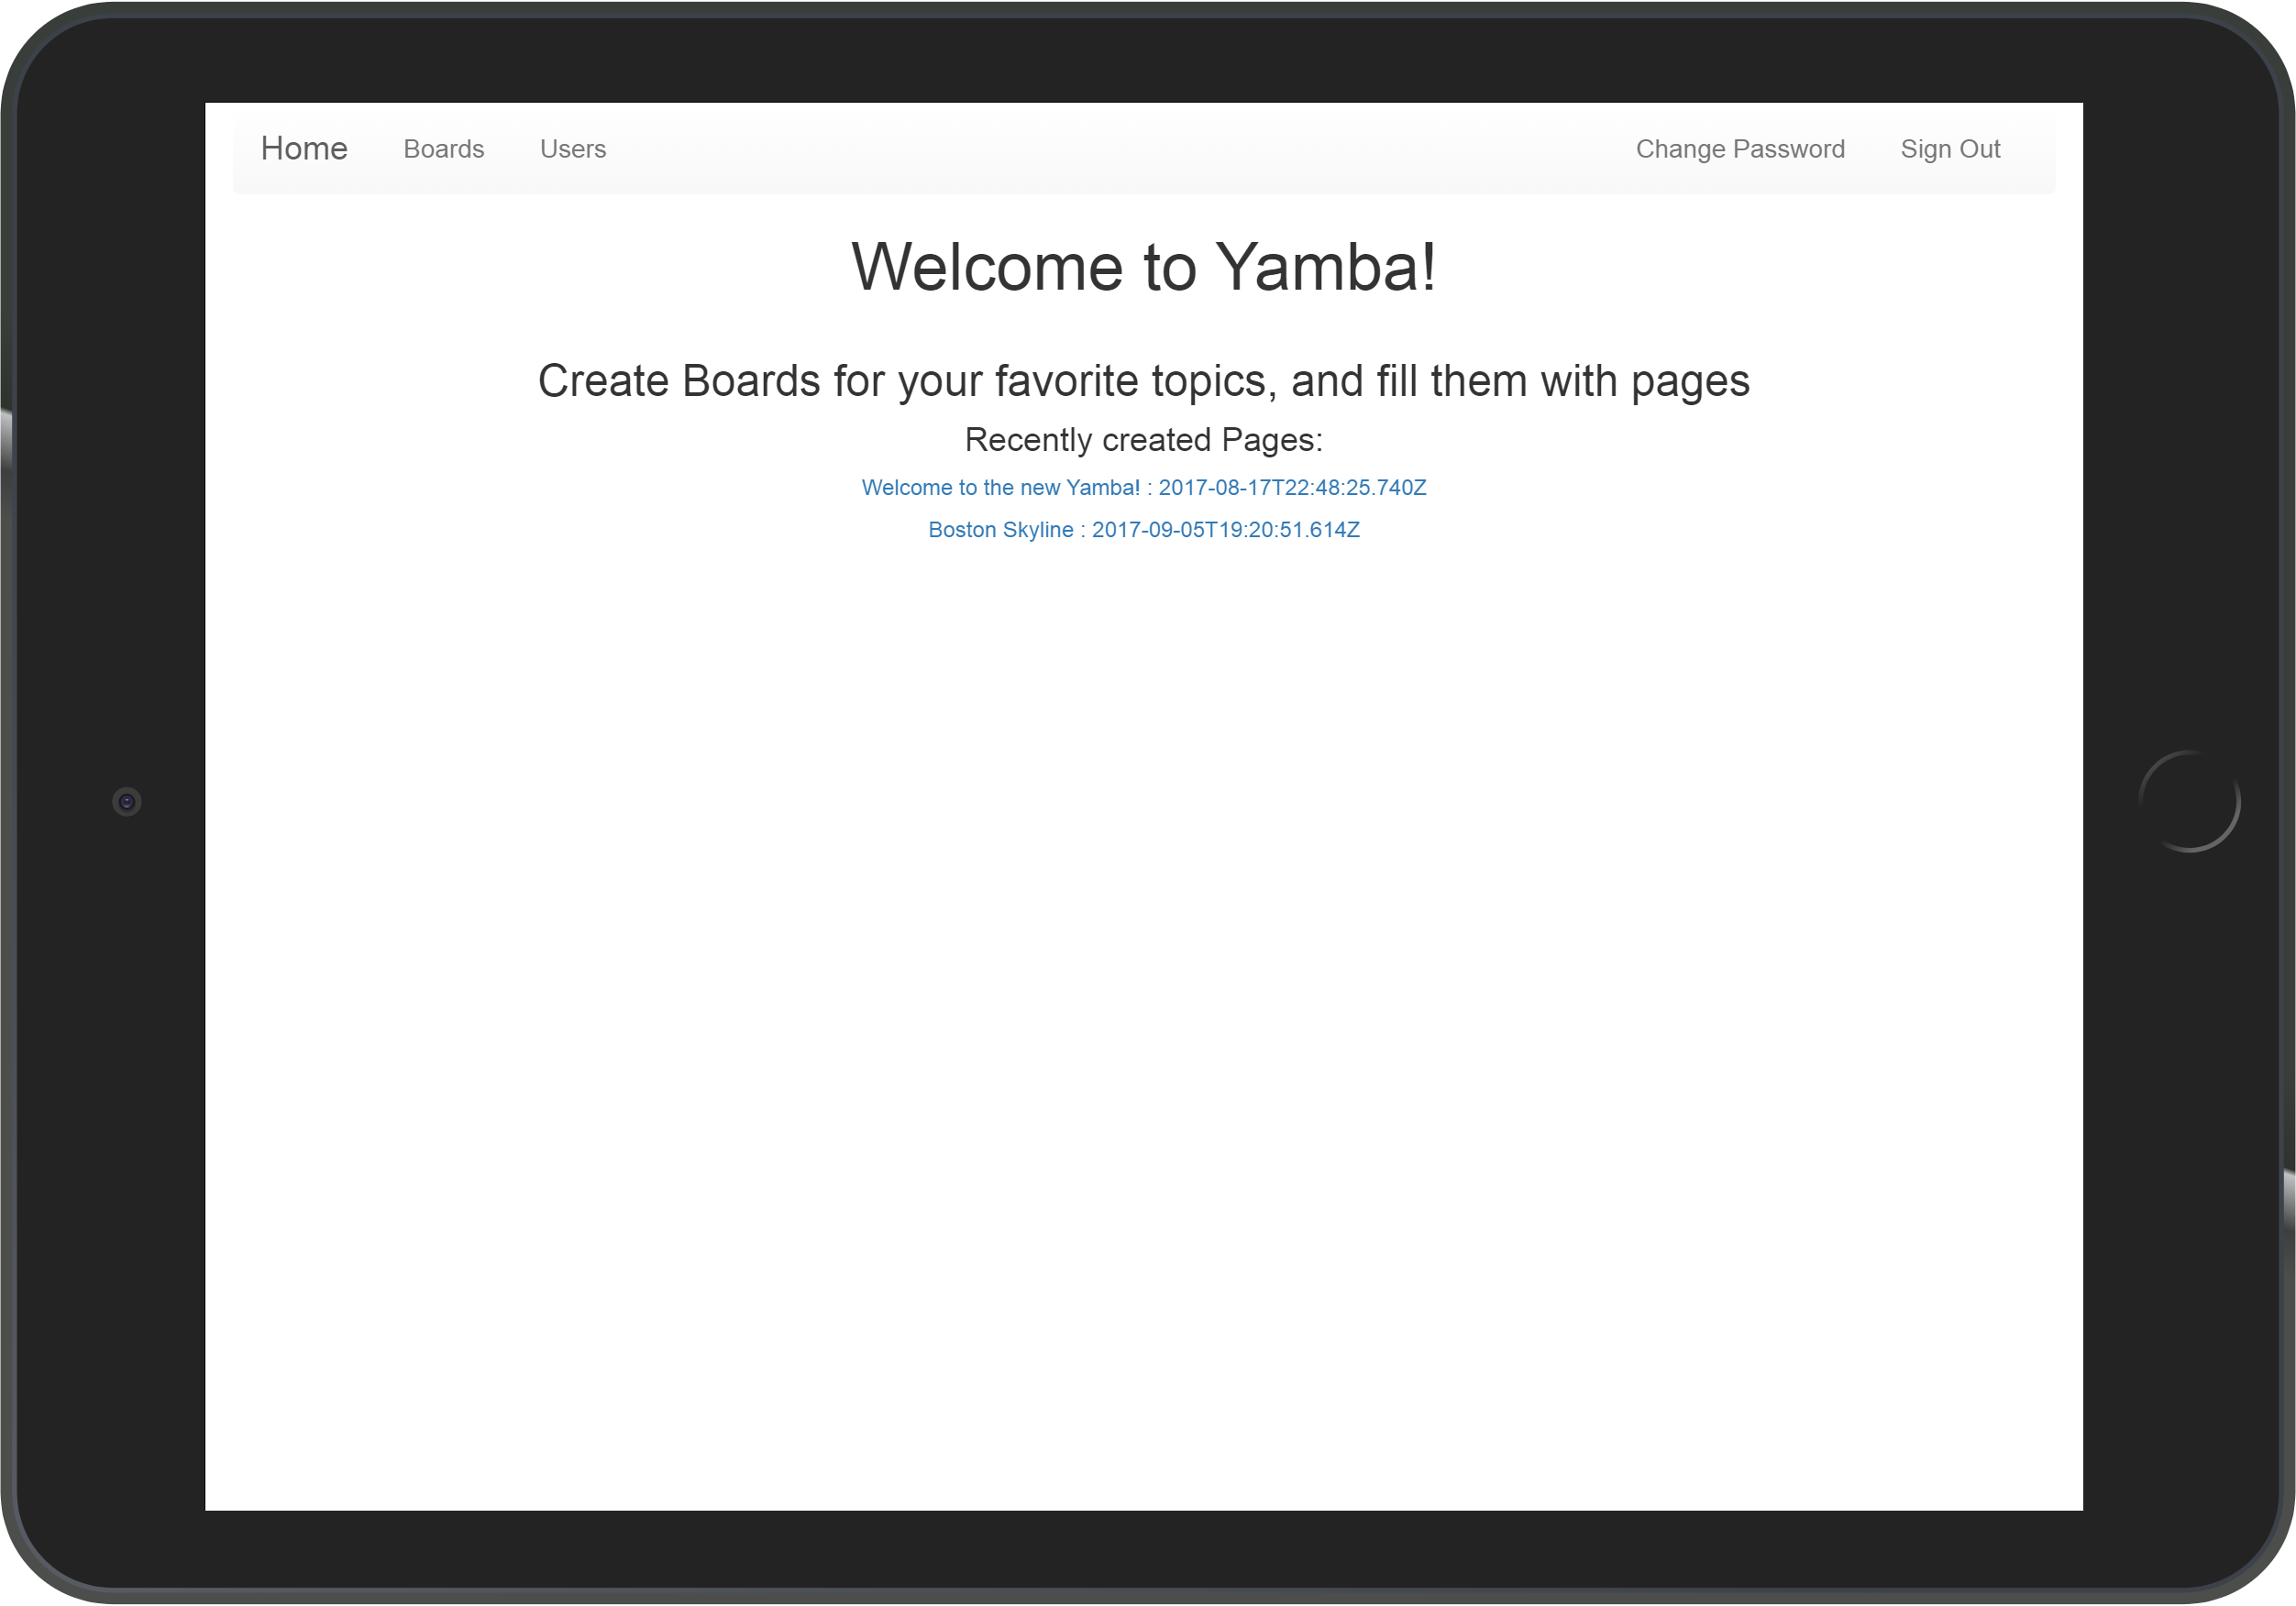 Home Boards Users Change Password Sign Out
Welcome to Yamba!
Create Boards for your favorite topics, and fill them with pages
Recently created Pages:
Welcome to the new Yamba! : 2017-08-17T22:48:25.740Z
Boston Skyline : 2017-09-05T19:20:51.614Z